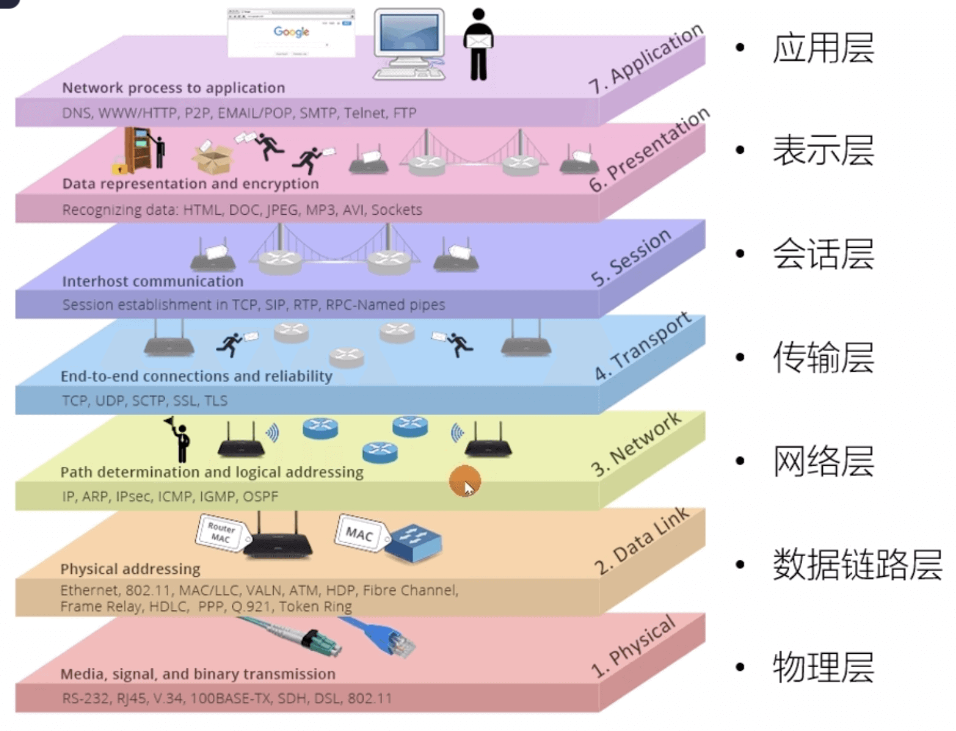 Google
7. Application
Network process to application
DNS, WWW/HTTP, P2P, EMAIL/POP, SMTP, Telnet, FTP
• 应用层
6. Presentation
Data representation and encryption
Recognizing data: HTML, DOC, JPEG, MP3, AVI, Sockets
• 表示层
5. Session
Interhost communication
Session establishment in TCP, SIP, RTP, RPC-Named pipes
• 会话层
4. Transport
End-to-end connections and reliability
TCP, UDP, SCTP, SSL, TLS
• 传输层
3. Network
Path determination and logical addressing
IP, ARP, IPsec, ICMP, IGMP, OSPF
• 网络层
Router
MAC
MAC
2. Data Link
Physical addressing
Ethernet, 802.11, MAC/LLC, VALN, ATM, HDP, Fibre Channel,
Frame Relay, HDLC, PPP, Q.921, Token Ring
• 数据链路层
1. Physical
Media, signal, and binary transmission
RS-232, RJ45, V.34, 100BASE-TX, SDH, DSL, 802.11
• 物理层